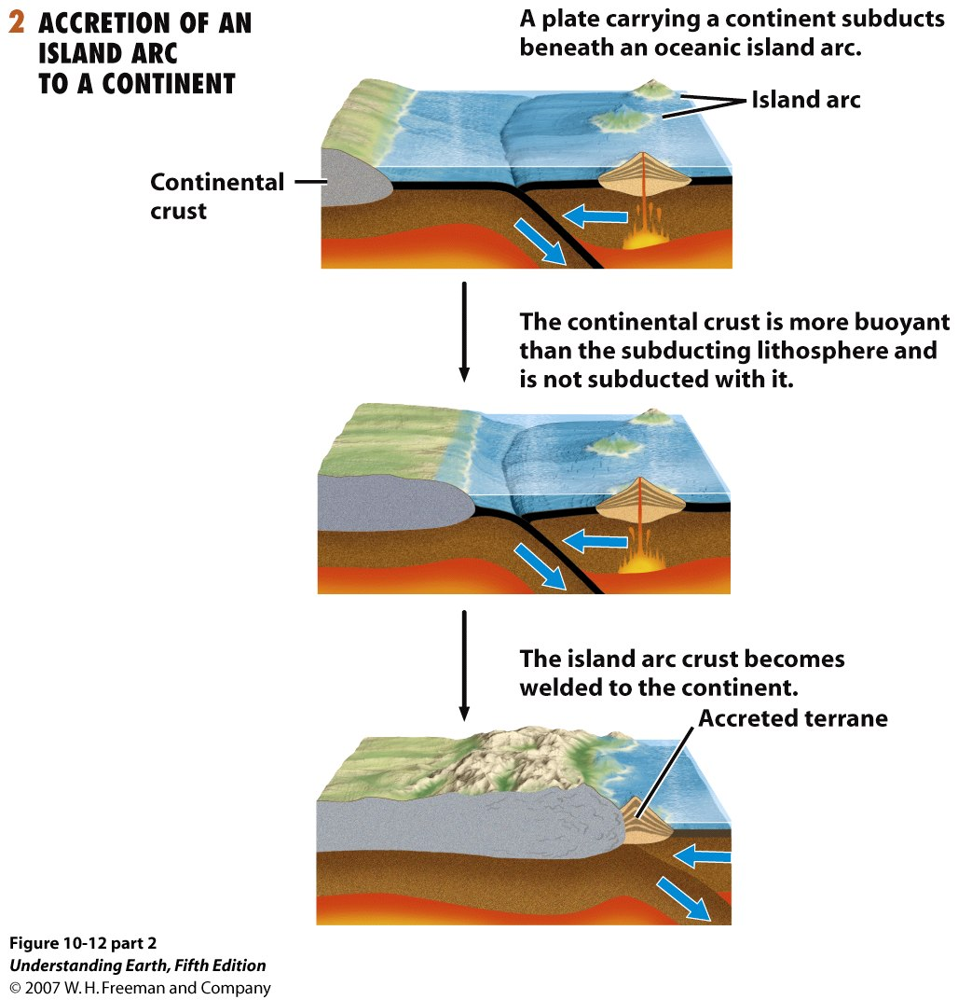 2 ACCRETION OF AN
ISLAND ARC
TO A CONTINENT
A plate carrying a continent subducts
beneath an oceanic island arc.
Island arc
Continental
crust
The continental crust is more buoyant
than the subducting lithosphere and
is not subducted with it.
The island arc crust becomes
welded to the continent.
Accreted terrane
Figure 10-12 part 2
Understanding Earth, Fifth Edition
© 2007 W. H. Freeman and Company